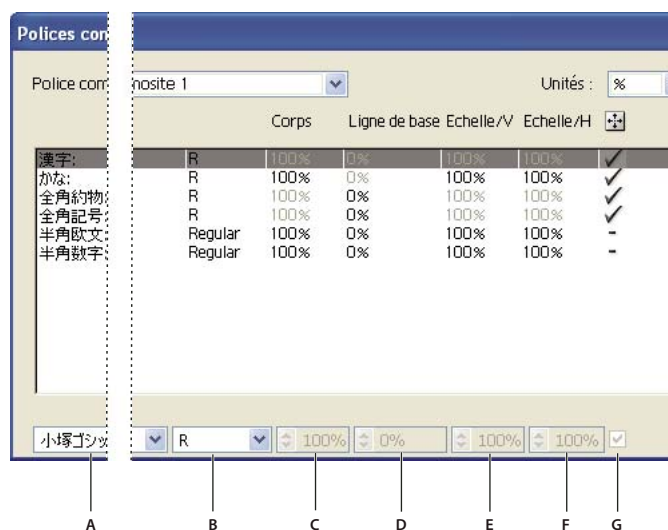 Polices com
Police com posite 1 Unités : %
Corps Ligne de base Echelle/V Echelle/H
漢字: R 100% 0% 100% 100%
かな: R 100% 0% 100% 100%
全角約物: R 100% 0% 100% 100%
全角記号: R 100% 0% 100% 100%
半角欧文: Regular 100% 0% 100% 100% -
半角数字: Regular 100% 0% 100% 100% -
小塚ゴシッ R 100% 0% 100% 100%
A B C D E F G